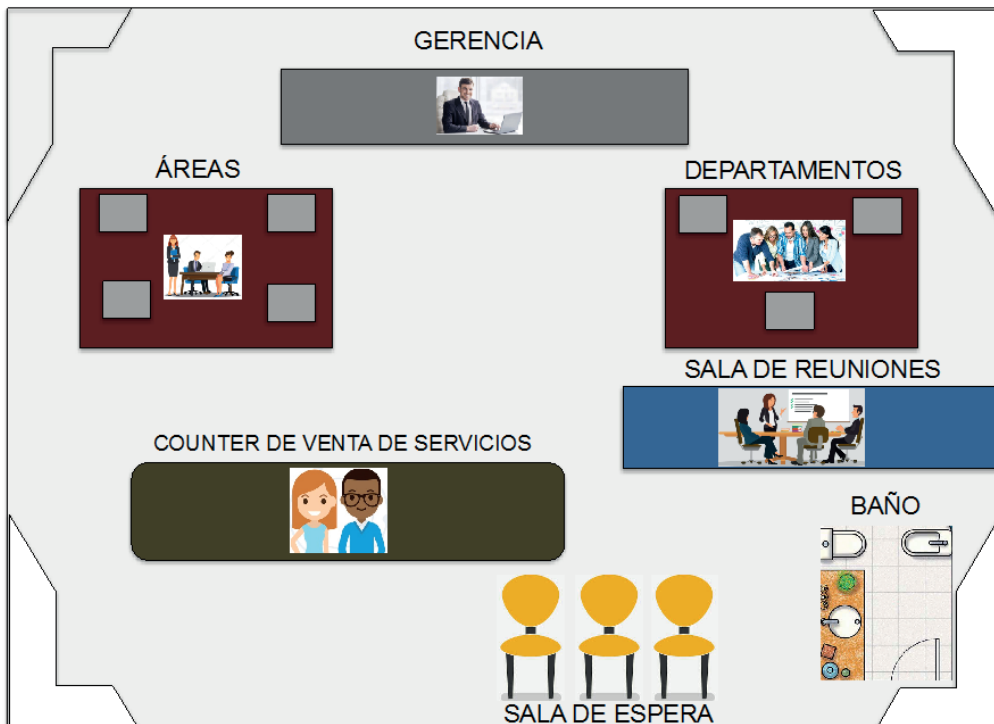 GERENCIA
ÁREAS
DEPARTAMENTOS
SALA DE REUNIONES
COUNTER DE VENTA DE SERVICIOS
BAÑO
SALA DE ESPERA